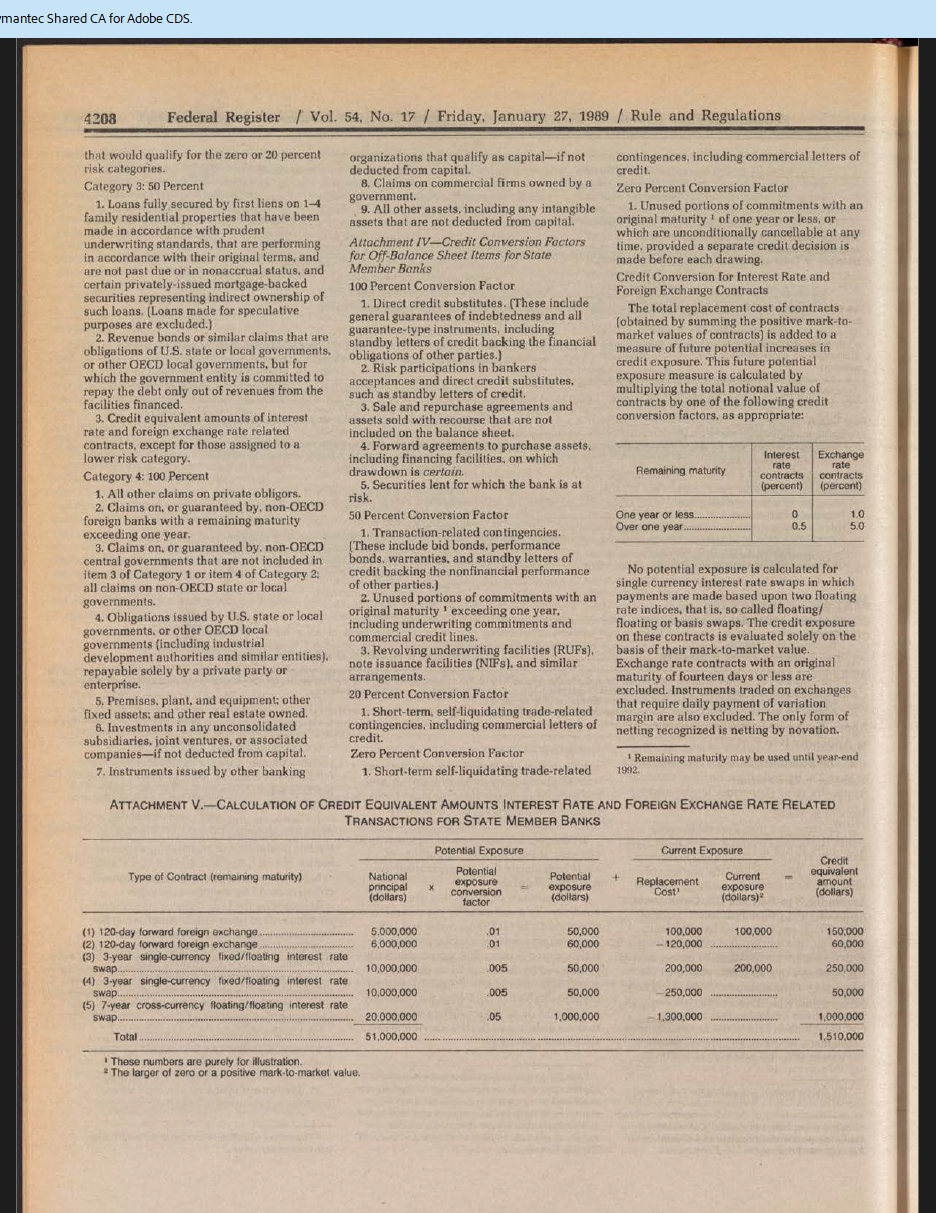 mantec Shared CA for Adobe CDS.
4208 Federal Register / Vol. 54, No. 17 / Friday, January 27, 1989 / Rule and Regulations
that would qualify for the zero or 20 percent
risk categories.
Category 3: 50 Percent
1. Loans fully secured by first liens on 1–4
family residential properties that have been
made in accordance with prudent
underwriting standards, that are performing
in accordance with their original terms, and
are not past due or in nonaccrual status, and
certain privately-issued mortgage-backed
securities representing indirect ownership of
such loans. (Loans made for speculative
purposes are excluded.)
2. Revenue bonds or similar claims that are
obligations of U.S. state or local governments,
or other OECD local governments, but for
which the government entity is committed to
repay the debt only out of revenues from the
facilities financed.
3. Credit equivalent amounts of interest
rate and foreign exchange rate related
contracts, except for those assigned to a
lower risk category.
Category 4: 100 Percent
1. All other claims on private obligors.
2. Claims on, or guaranteed by, non-OECD
foreign banks with a remaining maturity
exceeding one year.
3. Claims on, or guaranteed by, non-OECD
central governments that are not included in
item 3 of Category 1 or item 4 of Category 2;
all claims on non-OECD state or local
governments.
4. Obligations issued by U.S. state or local
governments, or other OECD local
governments (including industrial
development authorities and similar entities),
repayable solely by a private party or
enterprise.
5. Premises, plant, and equipment; other
fixed assets; and other real estate owned.
6. Investments in any unconsolidated
subsidiaries, joint ventures, or associated
companies—if not deducted from capital.
7. Instruments issued by other banking
organizations that qualify as capital—if not
deducted from capital.
8. Claims on commercial firms owned by a
government.
9. All other assets, including any intangible
assets that are not deducted from capital.
Attachment IV—Credit Conversion Factors
for Off-Balance Sheet Items for State
Member Banks
100 Percent Conversion Factor
1. Direct credit substitutes. (These include
general guarantees of indebtedness and all
guarantee-type instruments, including
standby letters of credit backing the financial
obligations of other parties.)
2. Risk participations in bankers
acceptances and direct credit substitutes,
such as standby letters of credit.
3. Sale and repurchase agreements and
assets sold with recourse that are not
included on the balance sheet.
4. Forward agreements to purchase assets,
including financing facilities, on which
drawdown is certain.
5. Securities lent for which the bank is at
risk.
50 Percent Conversion Factor
1. Transaction-related contingencies.
(These include bid bonds, performance
bonds, warranties, and standby letters of
credit backing the nonfinancial performance
of other parties.)
2. Unused portions of commitments with an
original maturity ¹ exceeding one year,
including underwriting commitments and
commercial credit lines.
3. Revolving underwriting facilities (RUFs),
note issuance facilities (NIFs), and similar
arrangements.
20 Percent Conversion Factor
1. Short-term, self-liquidating trade-related
contingencies, including commercial letters of
credit.
Zero Percent Conversion Factor
1. Short-term self-liquidating trade-related
contingences, including commercial letters of
credit.
Zero Percent Conversion Factor
1. Unused portions of commitments with an
original maturity ¹ of one year or less, or
which are unconditionally cancellable at any
time, provided a separate credit decision is
made before each drawing.
Credit Conversion for Interest Rate and
Foreign Exchange Contracts
The total replacement cost of contracts
(obtained by summing the positive mark-to-
market values of contracts) is added to a
measure of future potential increases in
credit exposure. This future potential
exposure measure is calculated by
multiplying the total notional value of
contracts by one of the following credit
conversion factors, as appropriate:
Remaining maturity Interest rate contracts (percent) Exchange rate contracts (percent)
One year or less 0 1.0
Over one year 0.5 5.0
No potential exposure is calculated for
single currency interest rate swaps in which
payments are made based upon two floating
rate indices, that is, so called floating/
floating or basis swaps. The credit exposure
on these contracts is evaluated solely on the
basis of their mark-to-market value.
Exchange rate contracts with an original
maturity of fourteen days or less are
excluded. Instruments traded on exchanges
that require daily payment of variation
margin are also excluded. The only form of
netting recognized is netting by novation.
¹ Remaining maturity may be used until year-end
1992.
ATTACHMENT V.—CALCULATION OF CREDIT EQUIVALENT AMOUNTS INTEREST RATE AND FOREIGN EXCHANGE RATE RELATED
TRANSACTIONS FOR STATE MEMBER BANKS
Potential Exposure Current Exposure
Type of Contract (remaining maturity) National principal (dollars) x Potential exposure conversion factor = Potential exposure (dollars) + Replacement Cost¹ Current exposure (dollars)² = Credit equivalent amount (dollars)
(1) 120-day forward foreign exchange 5,000,000 .01 50,000 100,000 100,000 150,000
(2) 120-day forward foreign exchange 6,000,000 .01 60,000 −120,000 60,000
(3) 3-year single-currency fixed/floating interest rate
swap 10,000,000 .005 50,000 200,000 200,000 250,000
(4) 3-year single-currency fixed/floating interest rate
swap 10,000,000 .005 50,000 −250,000 50,000
(5) 7-year cross-currency floating/floating interest rate
swap 20,000,000 .05 1,000,000 −1,300,000 1,000,000
Total 51,000,000 1,510,000
¹ These numbers are purely for illustration.
² The larger of zero or a positive mark-to-market value.